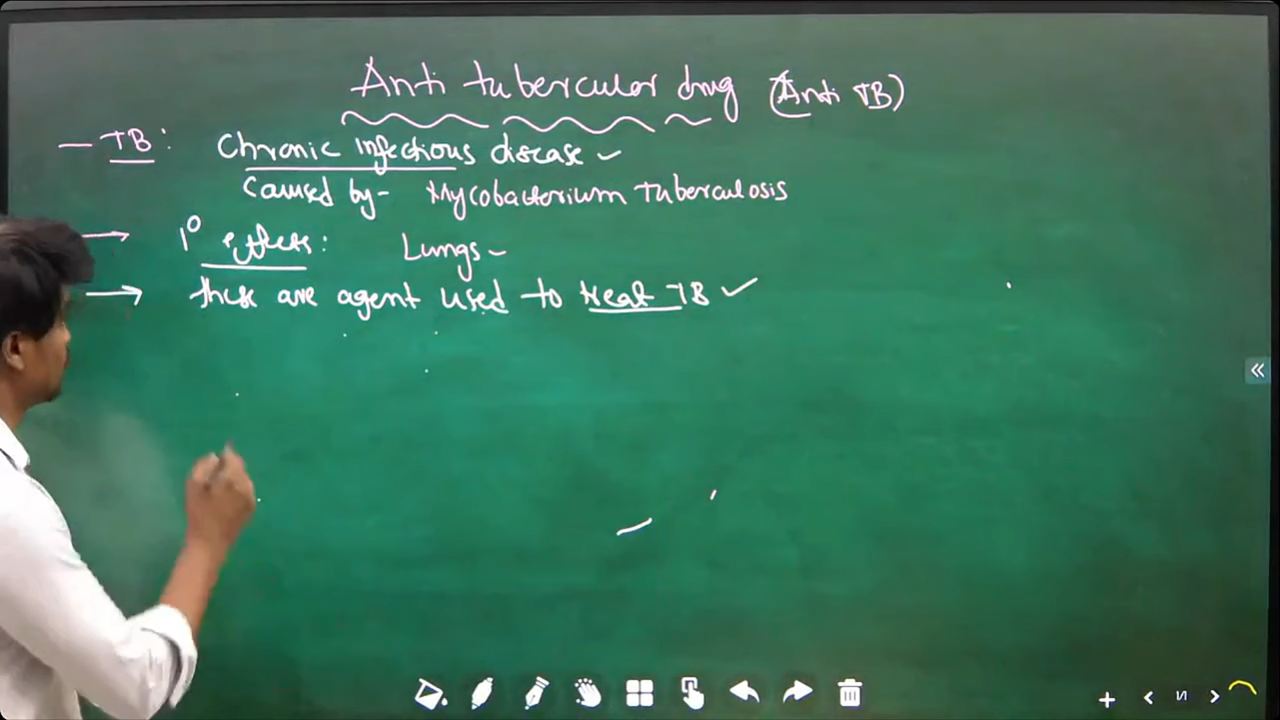 Anti tubercular drug (Anti TB)
— TB: Chronic infectious disease ✓
Caused by- Mycobacterium Tuberculosis
→ 1° effects: Lungs-
→ these are agent used to treat TB ✓